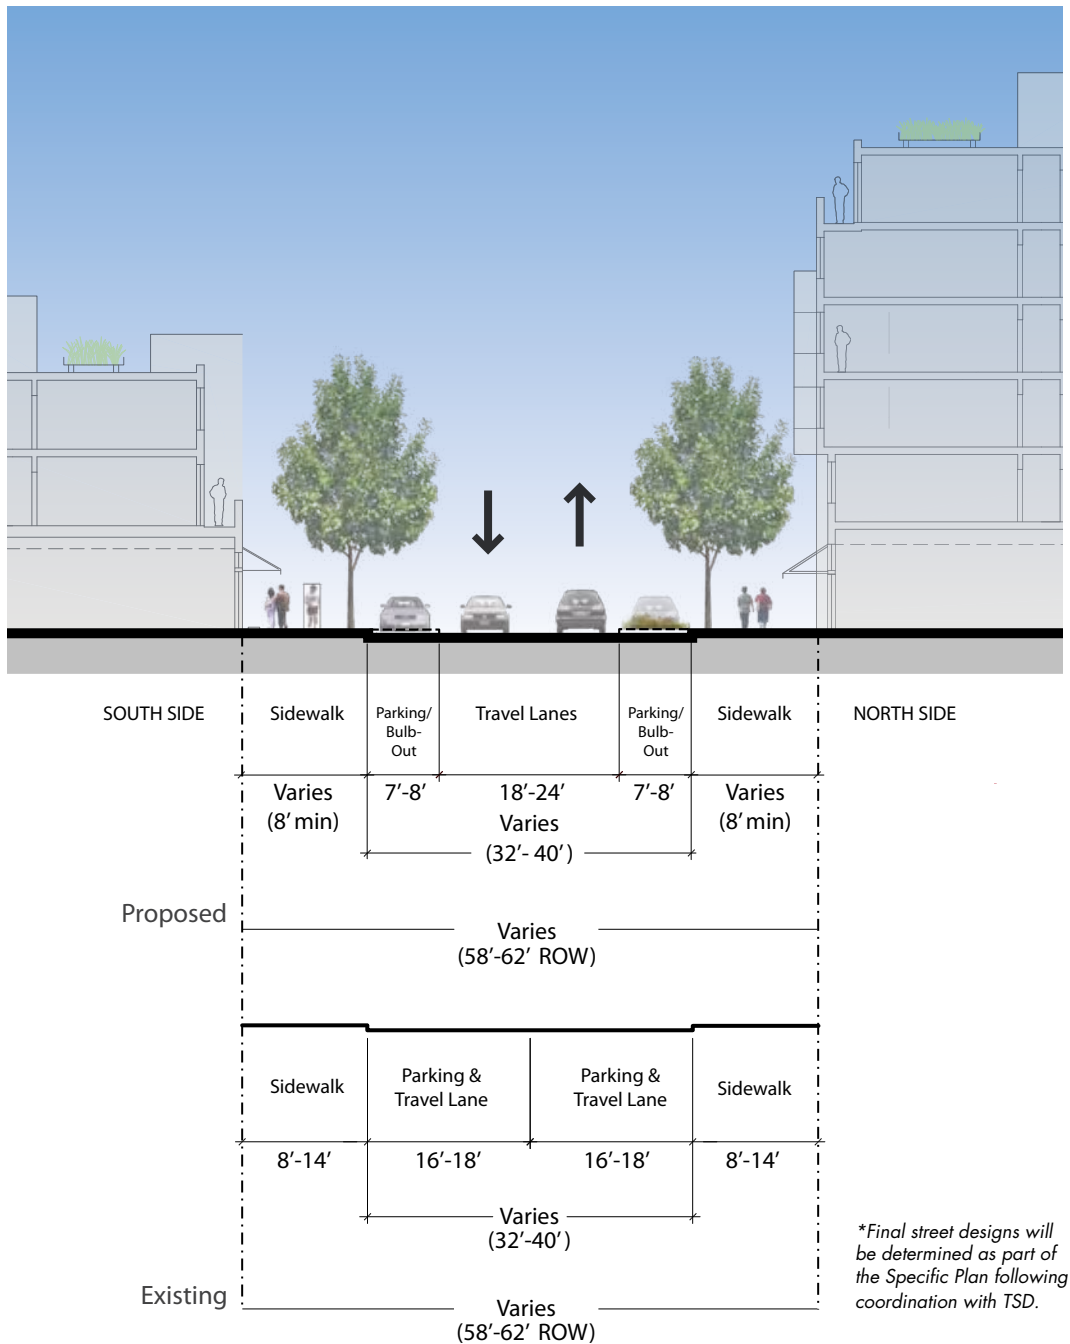 SOUTH SIDE
Sidewalk
Parking/
Bulb-
Out
Travel Lanes
Parking/
Bulb-
Out
Sidewalk
NORTH SIDE
Varies
(8' min)
7'-8'
18'-24'
7'-8'
Varies
(8' min)
Varies
(32'- 40')
Proposed
Varies
(58'-62' ROW)
Sidewalk
Parking &
Travel Lane
Parking &
Travel Lane
Sidewalk
8'-14'
16'-18'
16'-18'
8'-14'
Varies
(32'-40')
Existing
Varies
(58'-62' ROW)
*Final street designs will
be determined as part of
the Specific Plan following
coordination with TSD.